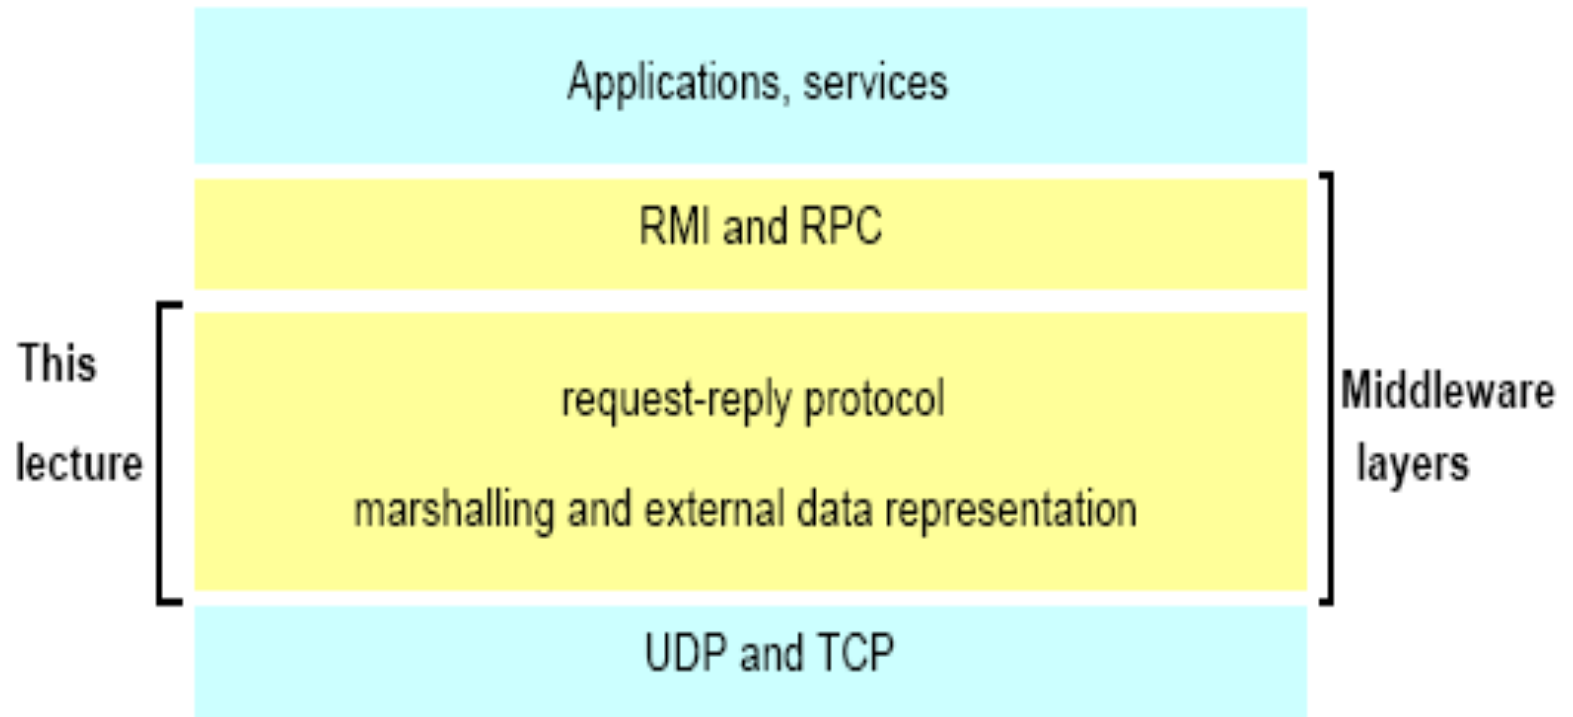 Applications, services
RMI and RPC
This
lecture
request-reply protocol
marshalling and external data representation
Middleware
layers
UDP and TCP